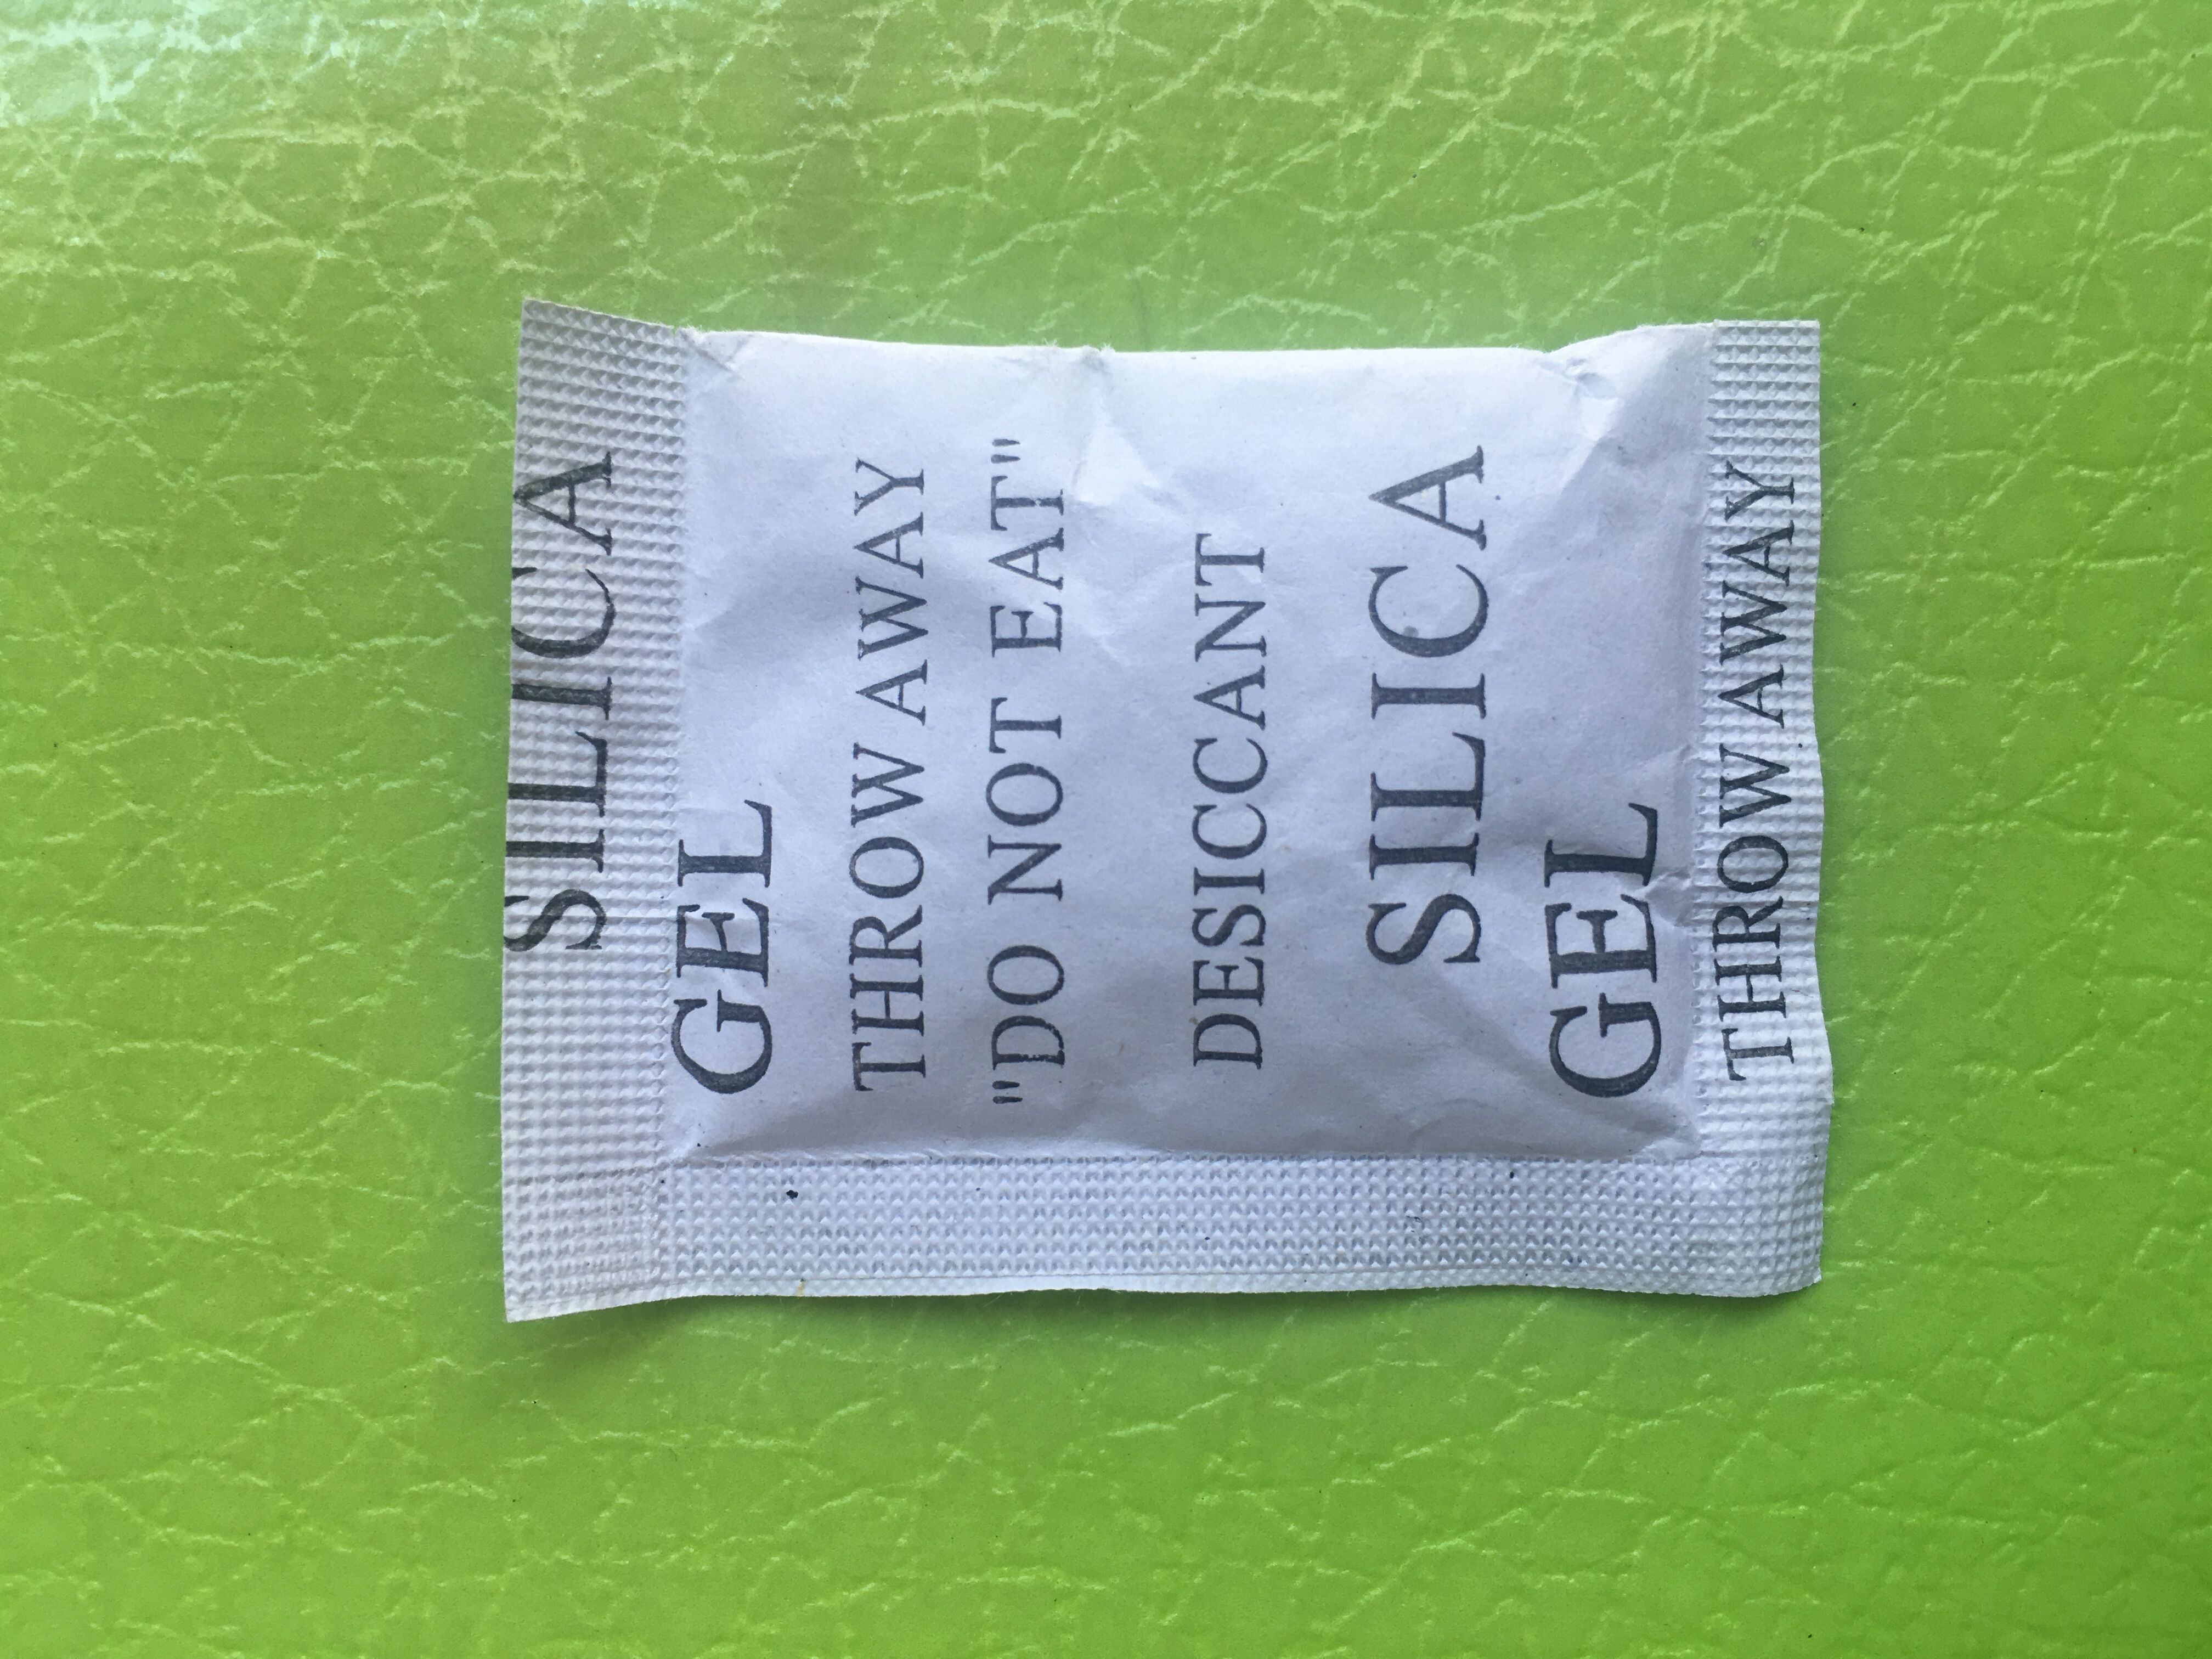 SILICA
GEL
THROW AWAY
"DO NOT EAT"
DESICCANT
SILICA
GEL
THROW AWAY